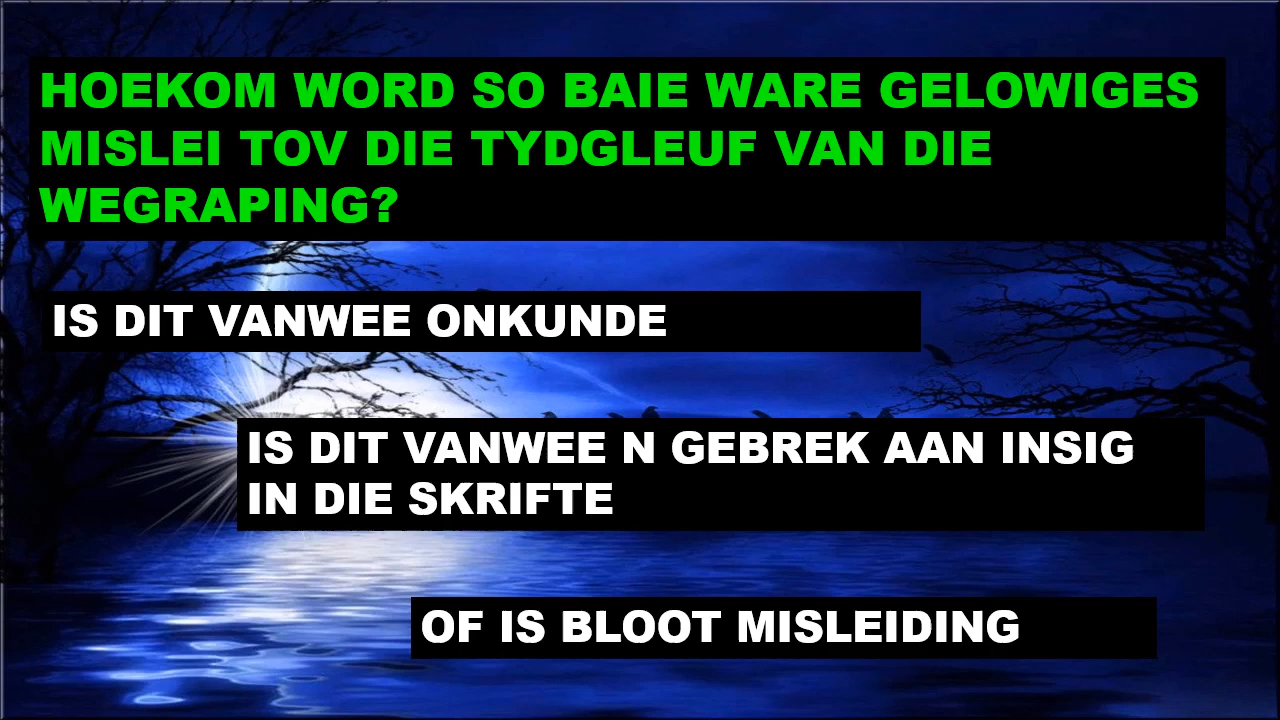 HOEKOM WORD SO BAIE WARE GELOWIGES
MISLEI TOV DIE TYDGLEUF VAN DIE
WEGRAPING?
IS DIT VANWEE ONKUNDE
IS DIT VANWEE N GEBREK AAN INSIG
IN DIE SKRIFTE
OF IS BLOOT MISLEIDING